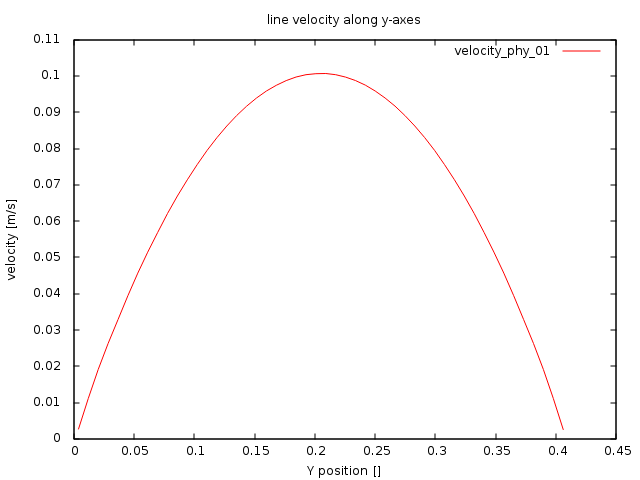 line velocity along y-axes
velocity_phy_01
0.11
0.1
0.09
0.08
0.07
0.06
0.05
0.04
0.03
0.02
0.01
0
velocity [m/s]
0 0.05 0.1 0.15 0.2 0.25 0.3 0.35 0.4 0.45
Y position []